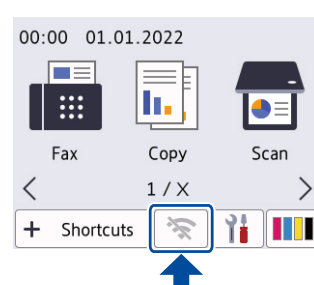 00:00 01.01.2022
Fax Copy Scan
< 1 / X >
+ Shortcuts